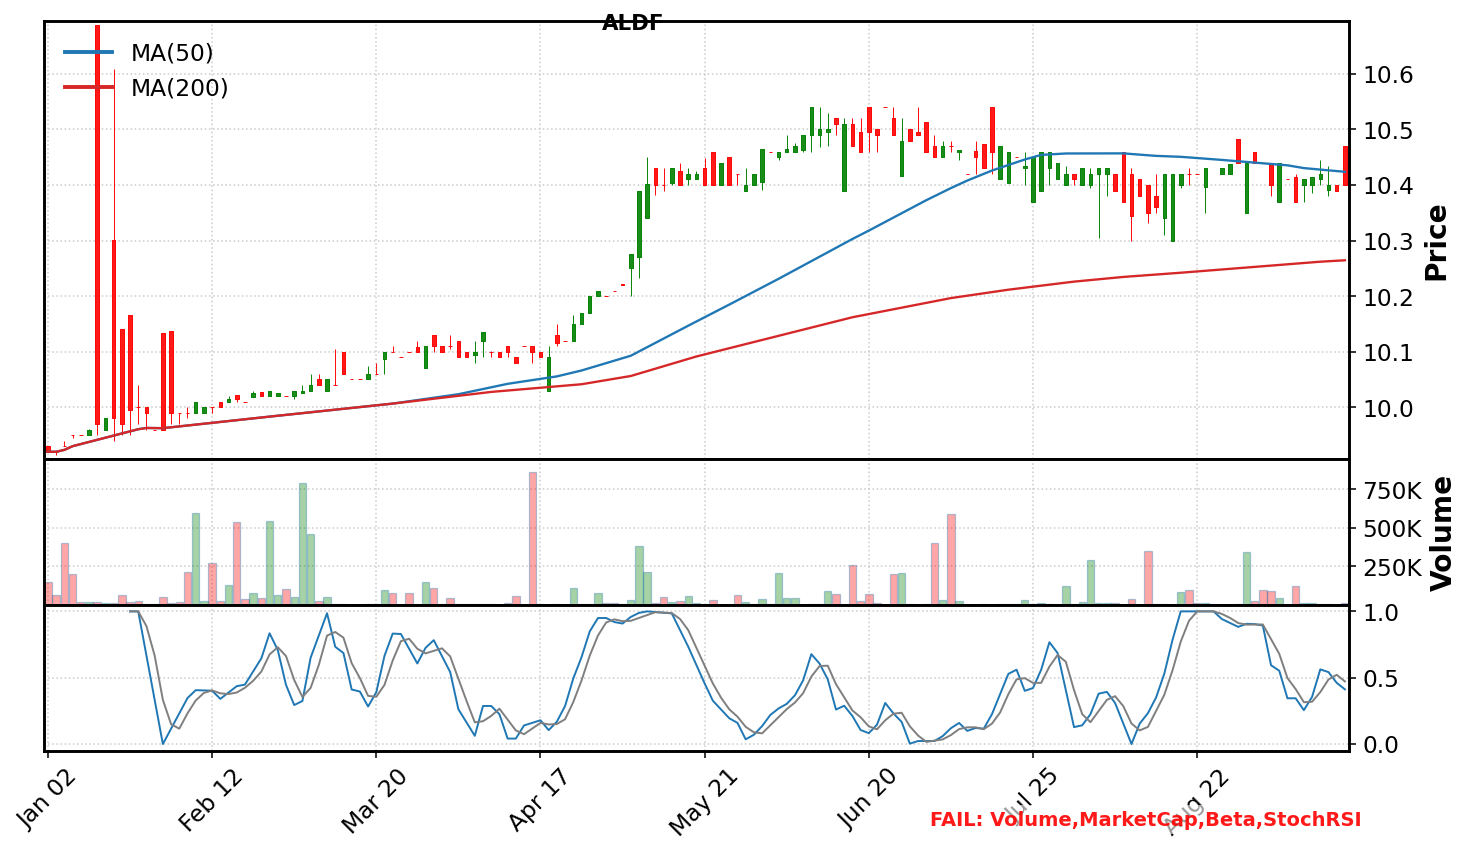 ALDF
MA(50)
MA(200)
10.6
10.5
10.4
10.3
10.2
10.1
10.0
Price
750K
500K
250K
Volume
1.0
0.5
0.0
Jan 02
Feb 12
Mar 20
Apr 17
May 21
Jun 20
Jul 25
Aug 22
FAIL: Volume,MarketCap,Beta,StochRSI